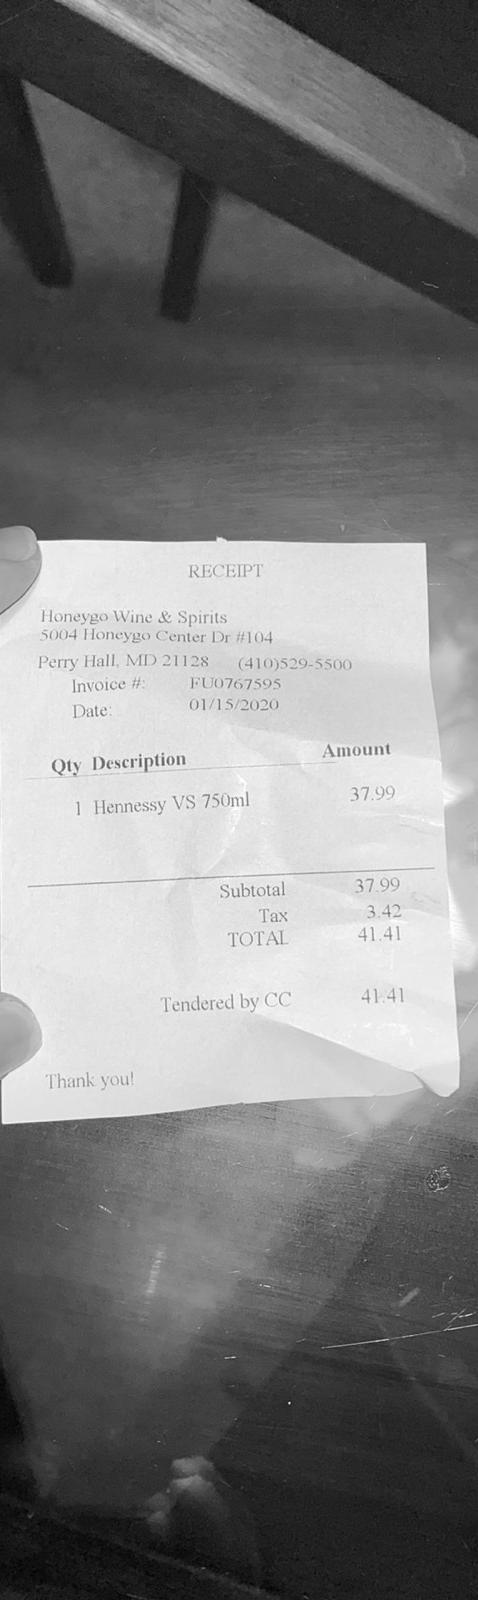 RECEIPT
Honeygo Wine & Spirits
5004 Honeygo Center Dr #104
Perry Hall, MD 21128 (410)529-5500
Invoice #: FU0767595
Date: 01/15/2020
Qty Description Amount
1 Hennessy VS 750ml 37.99
Subtotal 37.99
Tax 3.42
TOTAL 41.41
Tendered by CC 41.41
Thank you!